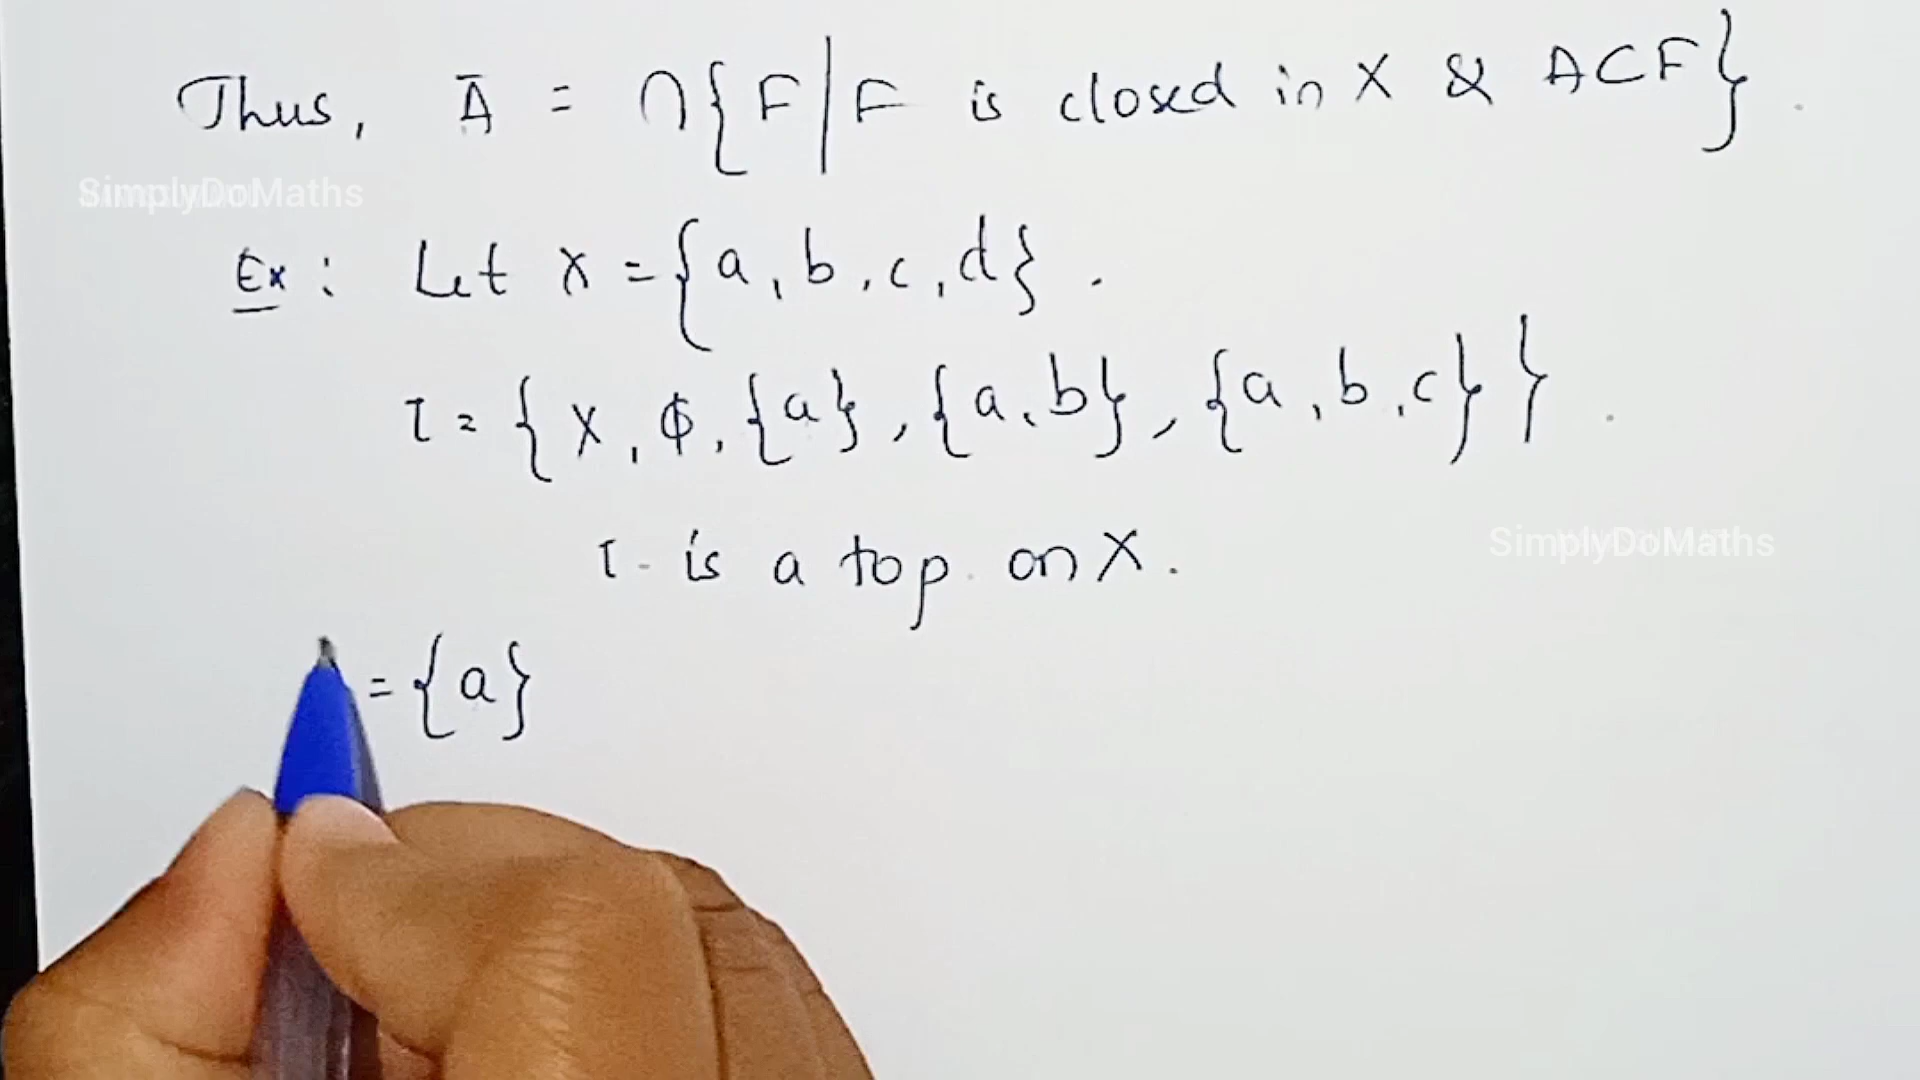 Thus, Ā = ∩{F|F is closed in X & A⊂F}.
SimplyDoMaths
Ex: Let X = {a, b, c, d}.
τ = {X, φ, {a}, {a, b}, {a, b, c}}.
τ is a top. on X.
SimplyDoMaths
= {a}